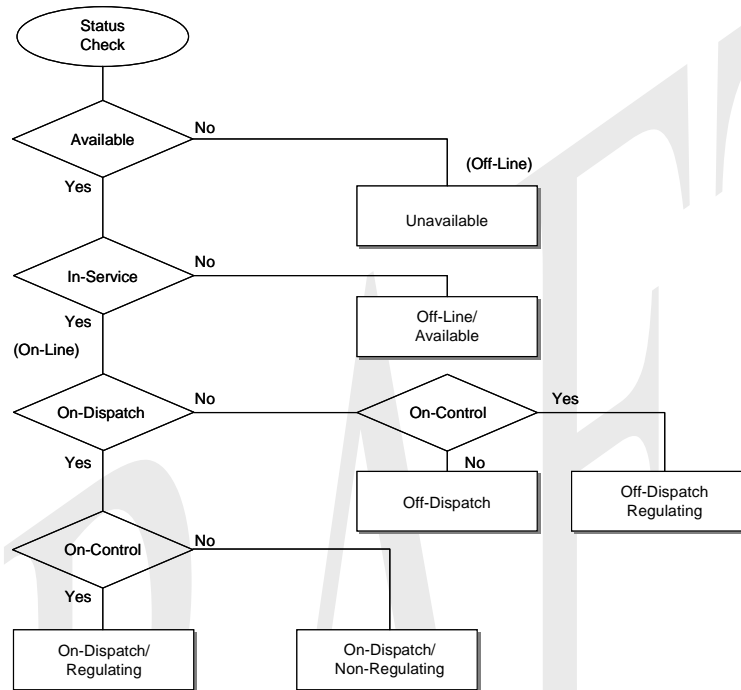 Status
Check
Available
No
(Off-Line)
Yes
Unavailable
In-Service
No
Yes
Off-Line/
Available
(On-Line)
On-Dispatch
No
On-Control
Yes
Yes
No
Off-Dispatch
Off-Dispatch
Regulating
On-Control
No
Yes
On-Dispatch/
Regulating
On-Dispatch/
Non-Regulating